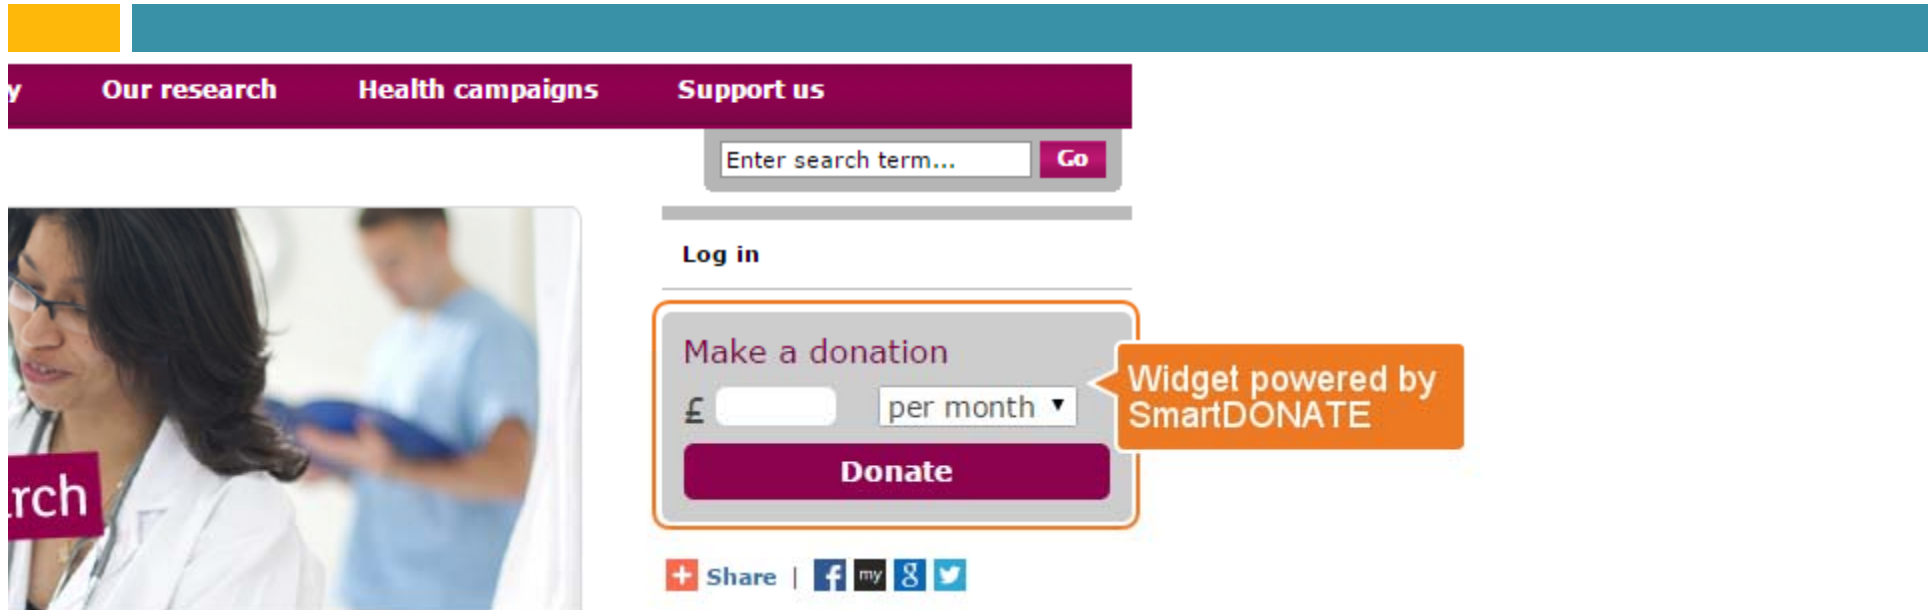 y Our research Health campaigns Support us
Enter search term... Go
Log in
Make a donation
£ per month
Donate
Widget powered by
SmartDONATE
rch
Share | f my 8